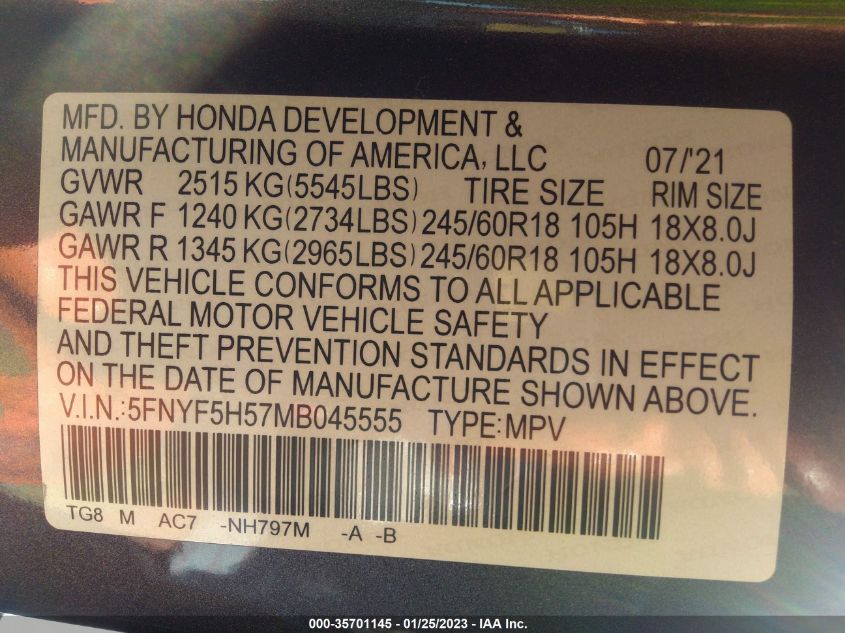 MFD. BY HONDA DEVELOPMENT &
MANUFACTURING OF AMERICA, LLC 07/'21
GVWR 2515 KG(5545LBS) TIRE SIZE RIM SIZE
GAWR F 1240 KG(2734LBS) 245/60R18 105H 18X8.0J
GAWR R 1345 KG(2965LBS) 245/60R18 105H 18X8.0J
THIS VEHICLE CONFORMS TO ALL APPLICABLE
FEDERAL MOTOR VEHICLE SAFETY
AND THEFT PREVENTION STANDARDS IN EFFECT
ON THE DATE OF MANUFACTURE SHOWN ABOVE.
V.I.N.:5FNYF5H57MB045555 TYPE:MPV
TG8 M AC7 -NH797M -A -B
000-35701145 - 01/25/2023 - IAA Inc.